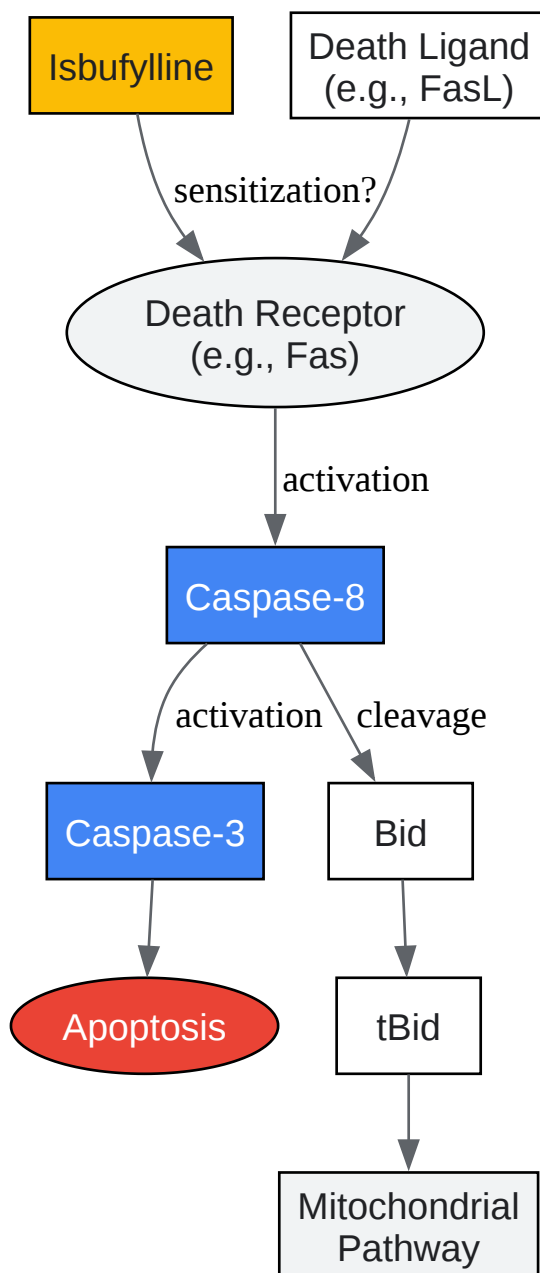 Isbufylline
Death Ligand
(e.g., FasL)
sensitization?
Death Receptor
(e.g., Fas)
activation
Caspase-8
activation
cleavage
Caspase-3
Bid
Apoptosis
tBid
Mitochondrial
Pathway